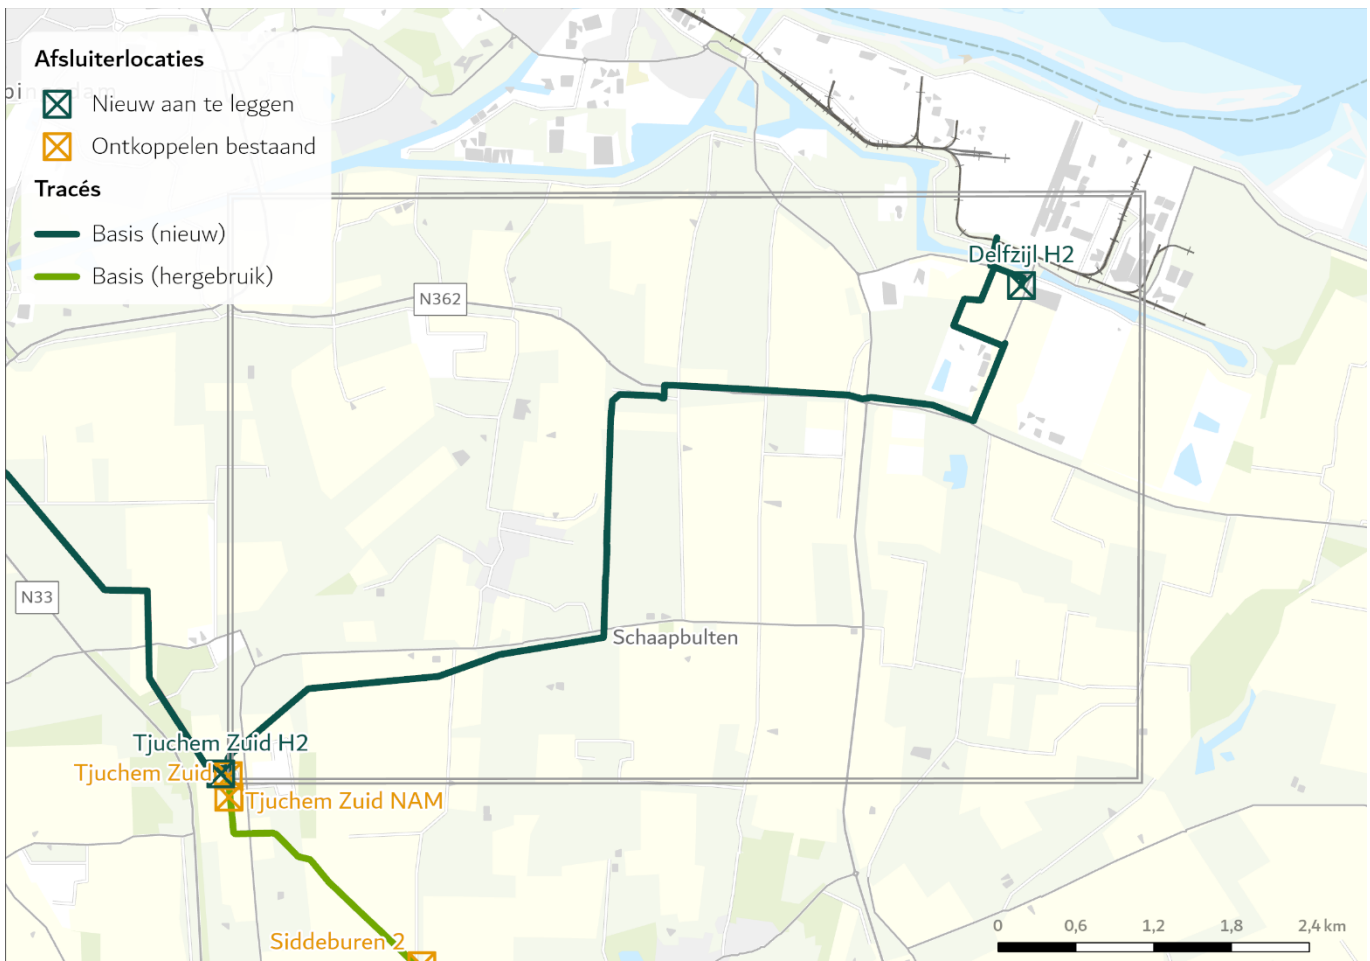 Afsluiterlocaties
Nieuw aan te leggen
Ontkoppelen bestaand
Tracés
Basis (nieuw)
Basis (hergebruik)
N362
Delfzijl H2
N33
Schaapbulten
Tjuchem Zuid H2
Tjuchem Zuid
Tjuchem Zuid NAM
Siddeburen 2
0 0,6 1,2 1,8 2,4 km